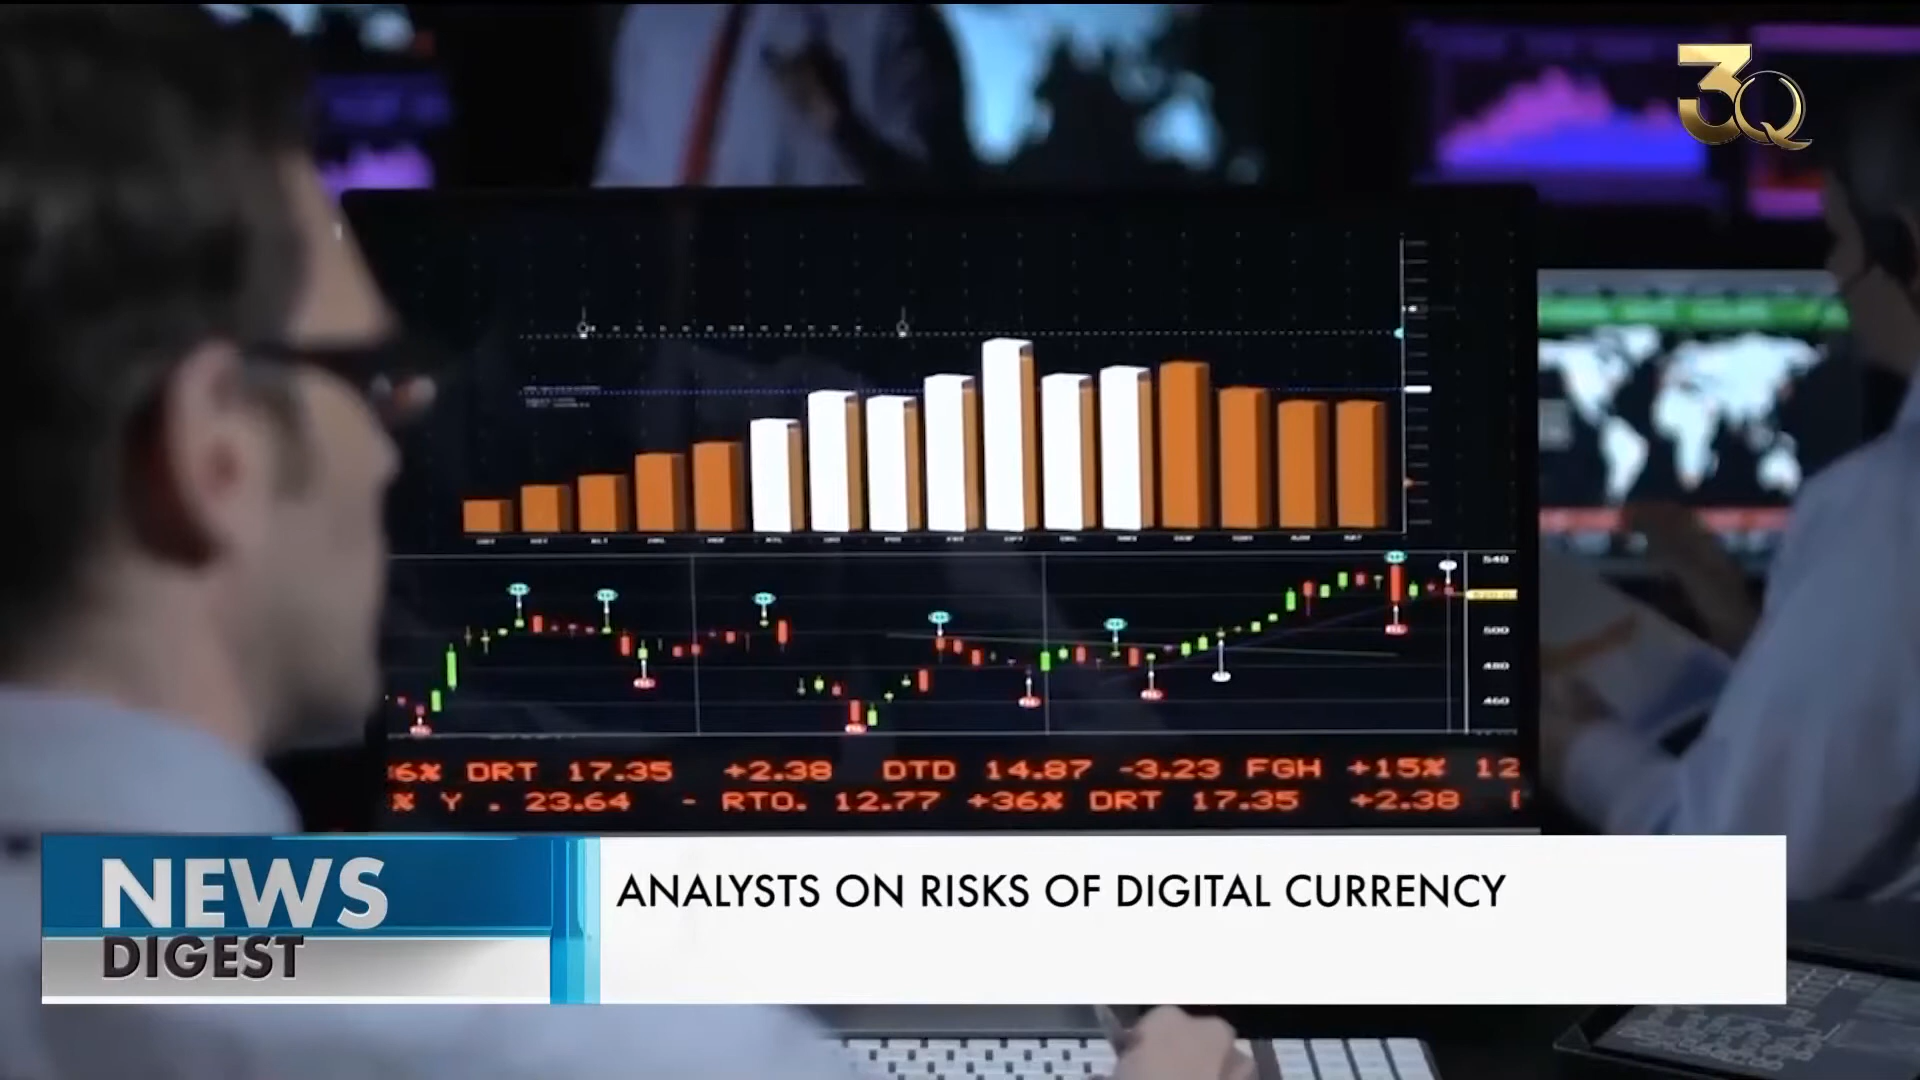 3Q
540
500
480
460
6% DRT 17.35 +2.38 DTD 14.87 -3.23 FGH +15% 12
% Y . 23.64 - RTO. 12.77 +36% DRT 17.35 +2.38
NEWS
DIGEST
ANALYSTS ON RISKS OF DIGITAL CURRENCY